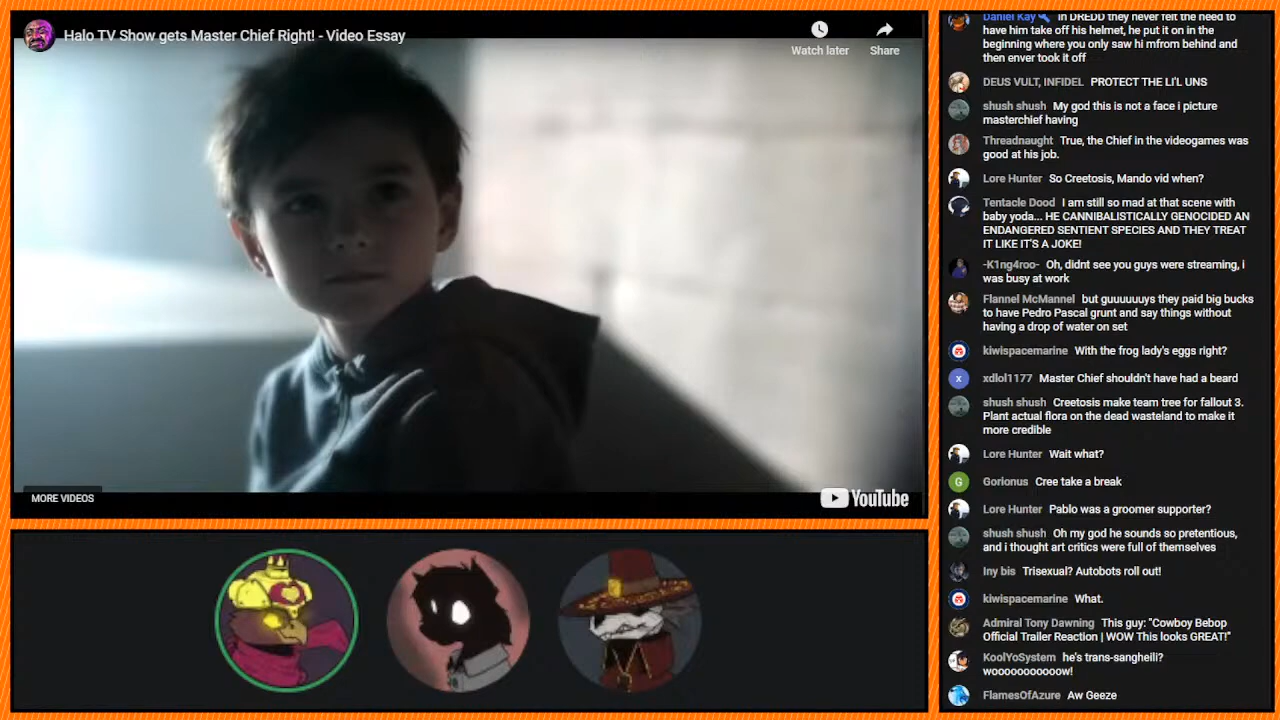 Halo TV Show gets Master Chief Right! - Video Essay
Watch later
Share
MORE VIDEOS
YouTube
Daniel Kay In DREDD they never felt the need to
have him take off his helmet, he put it on in the
beginning where you only saw hi mfrom behind and
then enver took it off
DEUS VULT, INFIDEL PROTECT THE LI'L UNS
shush shush My god this is not a face i picture
masterchief having
Threadnaught True, the Chief in the videogames was
good at his job.
Lore Hunter So Creetosis, Mando vid when?
Tentacle Dood I am still so mad at that scene with
baby yoda... HE CANNIBALISTICALLY GENOCIDED AN
ENDANGERED SENTIENT SPECIES AND THEY TREAT
IT LIKE IT'S A JOKE!
-K1ng4roo- Oh, didnt see you guys were streaming, i
was busy at work
Flannel McMannel but guuuuuuys they paid big bucks
to have Pedro Pascal grunt and say things without
having a drop of water on set
kiwispacemarine With the frog lady's eggs right?
x
xdlol1177 Master Chief shouldn't have had a beard
shush shush Creetosis make team tree for fallout 3.
Plant actual flora on the dead wasteland to make it
more credible
Lore Hunter Wait what?
G
Gorionus Cree take a break
Lore Hunter Pablo was a groomer supporter?
shush shush Oh my god he sounds so pretentious,
and i thought art critics were full of themselves
Iny bis Trisexual? Autobots roll out!
kiwispacemarine What.
Admiral Tony Dawning This guy: "Cowboy Bebop
Official Trailer Reaction | WOW This looks GREAT!"
KoolYoSystem he's trans-sangheili?
woooooooooow!
FlamesOfAzure Aw Geeze